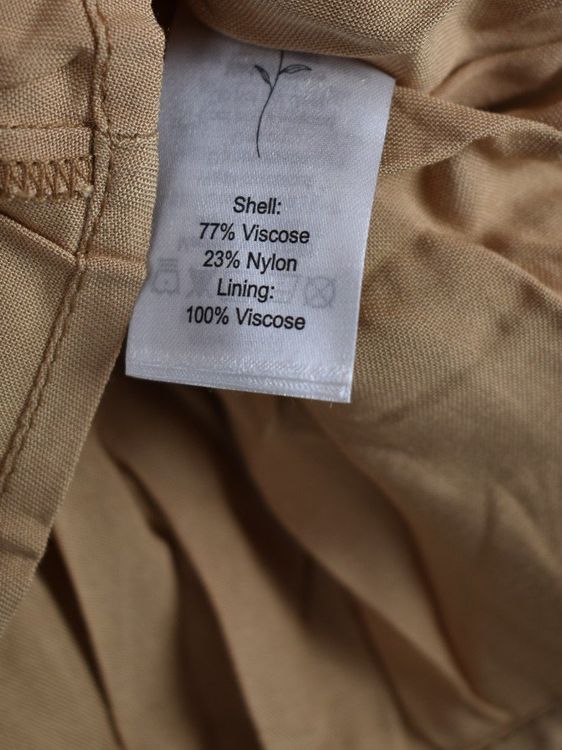 Shell:
77% Viscose
23% Nylon
Lining:
100% Viscose